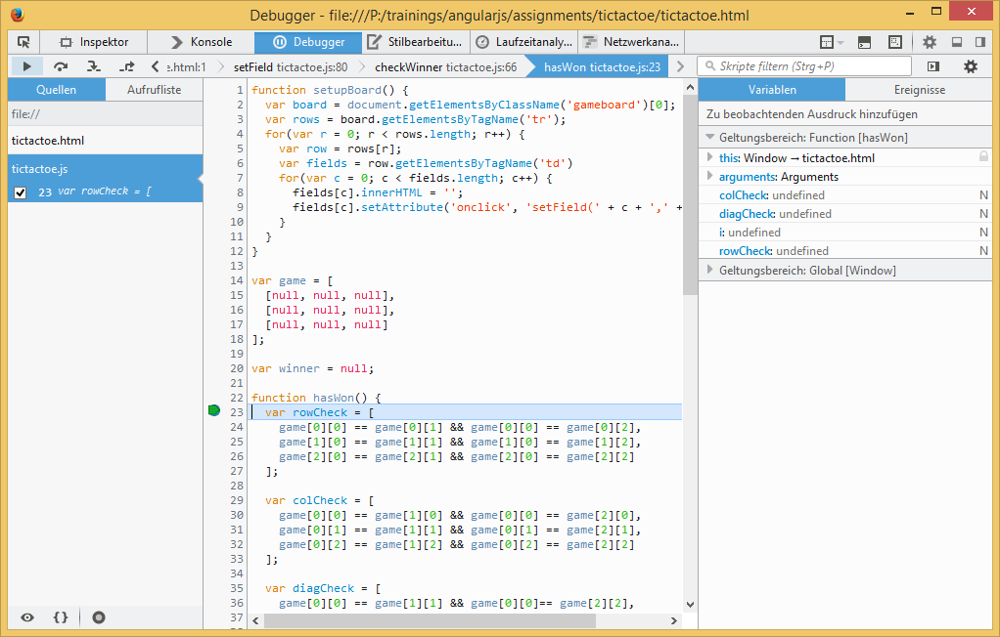 Debugger - file:///P:/trainings/angularjs/assignments/tictactoe/tictactoe.html
Inspektor Konsole Debugger Stilbearbeitu... Laufzeitanaly... Netzwerkana...
:.html:1 setField tictactoe.js:80 checkWinner tictactoe.js:66 hasWon tictactoe.js:23 Skripte filtern (Strg+P)
Quellen Aufrufliste
file://
tictactoe.html
tictactoe.js
23 var rowCheck = [
1 function setupBoard() {
2 var board = document.getElementsByClassName('gameboard')[0];
3 var rows = board.getElementsByTagName('tr');
4 for(var r = 0; r < rows.length; r++) {
5 var row = rows[r];
6 var fields = row.getElementsByTagName('td')
7 for(var c = 0; c < fields.length; c++) {
8 fields[c].innerHTML = '';
9 fields[c].setAttribute('onclick', 'setField(' + c + ',' +
10 }
11 }
12 }
13
14 var game = [
15 [null, null, null],
16 [null, null, null],
17 [null, null, null]
18 ];
19
20 var winner = null;
21
22 function hasWon() {
23 var rowCheck = [
24 game[0][0] == game[0][1] && game[0][0] == game[0][2],
25 game[1][0] == game[1][1] && game[1][0] == game[1][2],
26 game[2][0] == game[2][1] && game[2][0] == game[2][2]
27 ];
28
29 var colCheck = [
30 game[0][0] == game[1][0] && game[0][0] == game[2][0],
31 game[0][1] == game[1][1] && game[0][1] == game[2][1],
32 game[0][2] == game[1][2] && game[0][2] == game[2][2]
33 ];
34
35 var diagCheck = [
36 game[0][0] == game[1][1] && game[0][0]== game[2][2],
37
Variablen Ereignisse
Zu beobachtenden Ausdruck hinzufügen
Geltungsbereich: Function [hasWon]
this: Window → tictactoe.html
arguments: Arguments
colCheck: undefined N
diagCheck: undefined N
i: undefined N
rowCheck: undefined N
Geltungsbereich: Global [Window]